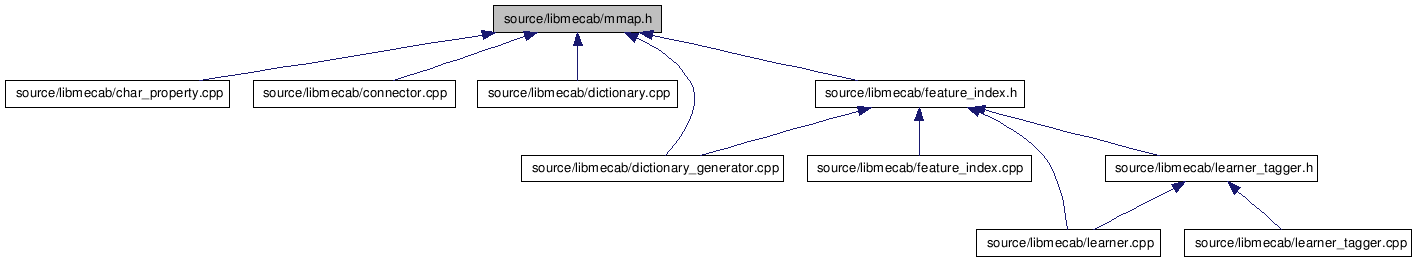 source/libmecab/mmap.h
source/libmecab/char_property.cpp
source/libmecab/connector.cpp
source/libmecab/dictionary.cpp
source/libmecab/feature_index.h
source/libmecab/dictionary_generator.cpp
source/libmecab/feature_index.cpp
source/libmecab/learner_tagger.h
source/libmecab/learner.cpp
source/libmecab/learner_tagger.cpp